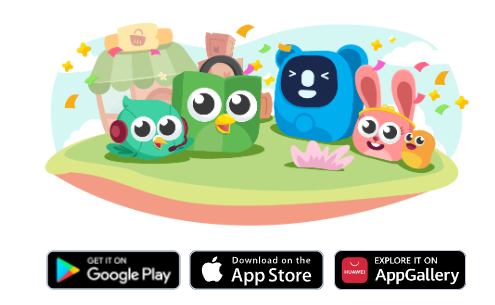 GET IT ON
Google Play
Download on the
App Store
HUAWEI
EXPLORE IT ON
AppGallery